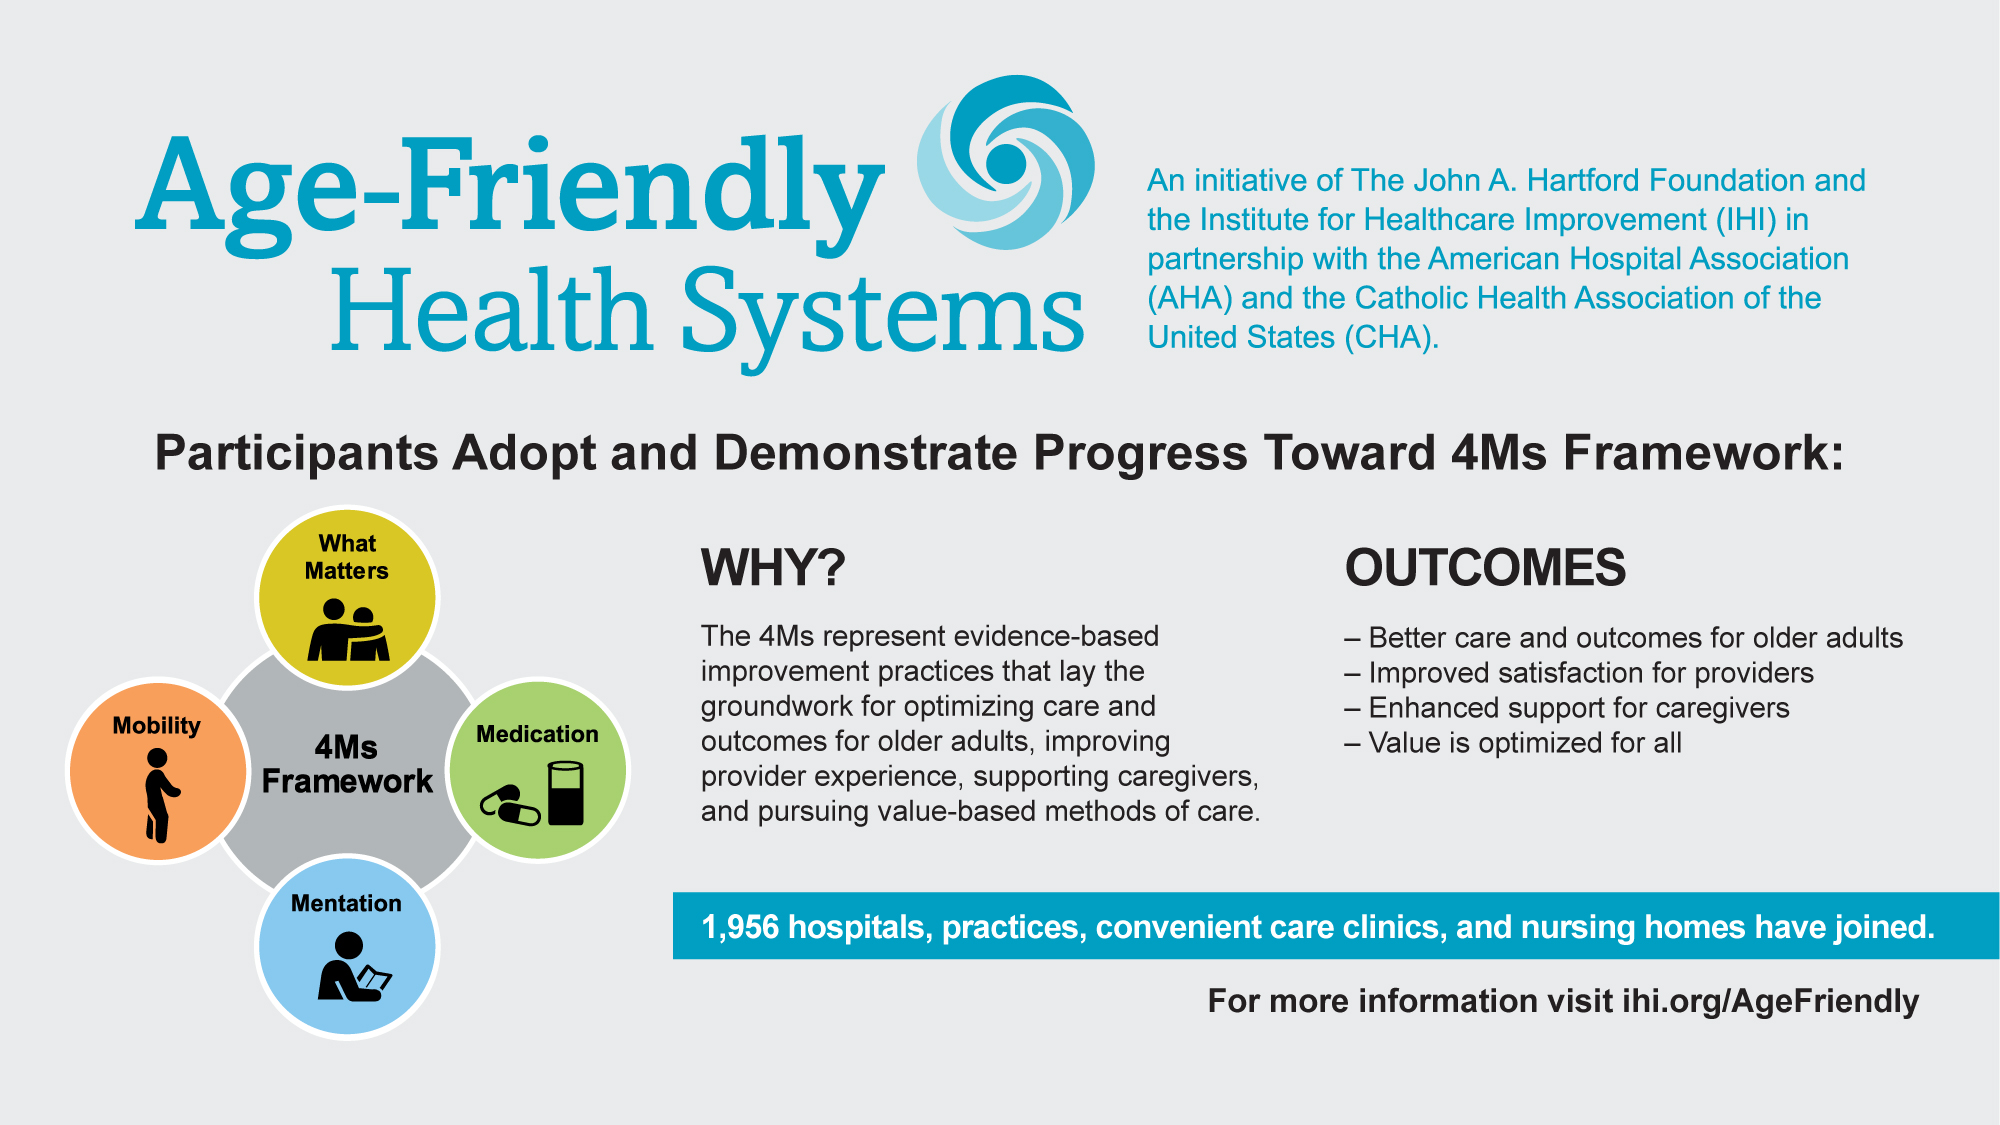 Age-Friendly
Health Systems
An initiative of The John A. Hartford Foundation and
the Institute for Healthcare Improvement (IHI) in
partnership with the American Hospital Association
(AHA) and the Catholic Health Association of the
United States (CHA).
Participants Adopt and Demonstrate Progress Toward 4Ms Framework:
What
Matters
Mobility
4Ms
Framework
Medication
Mentation
WHY?
The 4Ms represent evidence-based
improvement practices that lay the
groundwork for optimizing care and
outcomes for older adults, improving
provider experience, supporting caregivers,
and pursuing value-based methods of care.
OUTCOMES
– Better care and outcomes for older adults
– Improved satisfaction for providers
– Enhanced support for caregivers
– Value is optimized for all
1,956 hospitals, practices, convenient care clinics, and nursing homes have joined.
For more information visit ihi.org/AgeFriendly